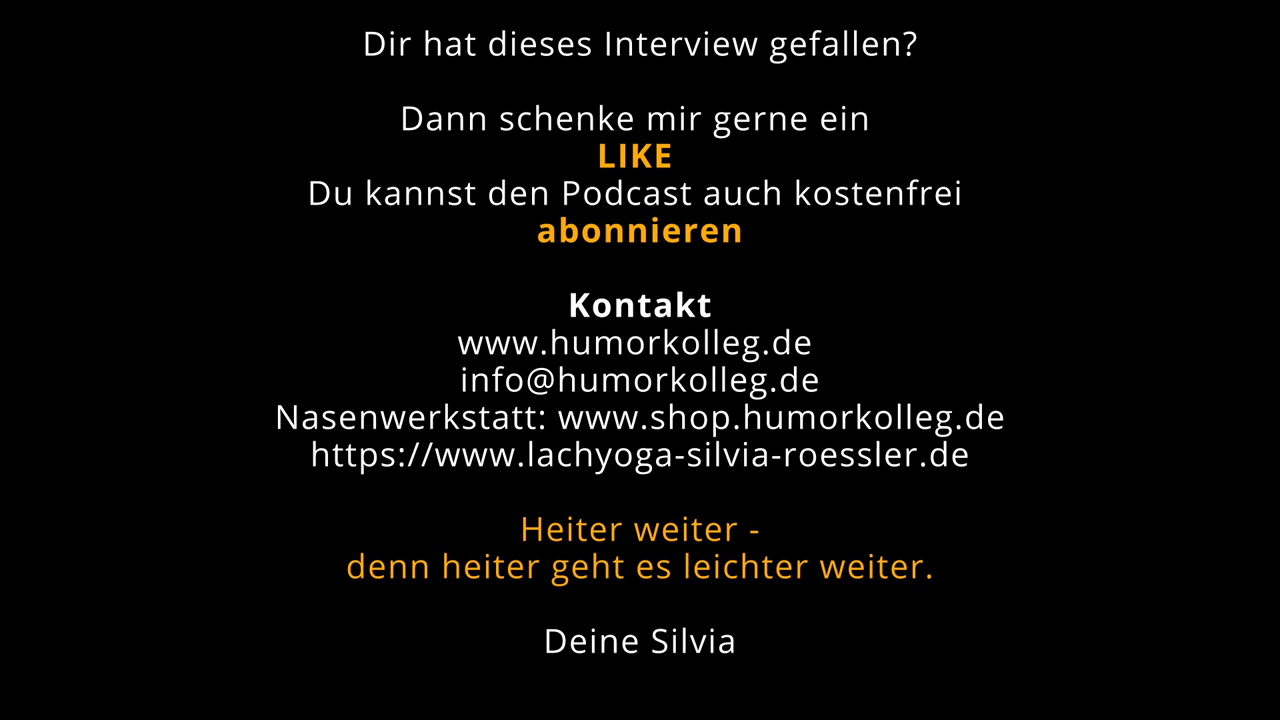 Dir hat dieses Interview gefallen?
Dann schenke mir gerne ein
LIKE
Du kannst den Podcast auch kostenfrei
abonnieren
Kontakt
www.humorkolleg.de
info@humorkolleg.de
Nasenwerkstatt: www.shop.humorkolleg.de
https://www.lachyoga-silvia-roessler.de
Heiter weiter -
denn heiter geht es leichter weiter.
Deine Silvia